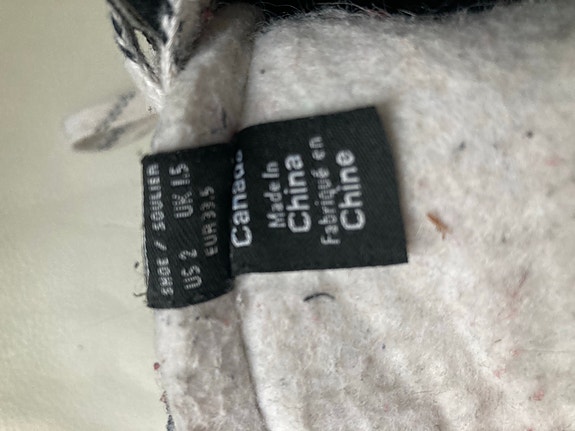 SHOE / SOULIER
US 2 UK 1.5
EUR 33.5
Canada
Made In
China
Fabriqué en
Chine